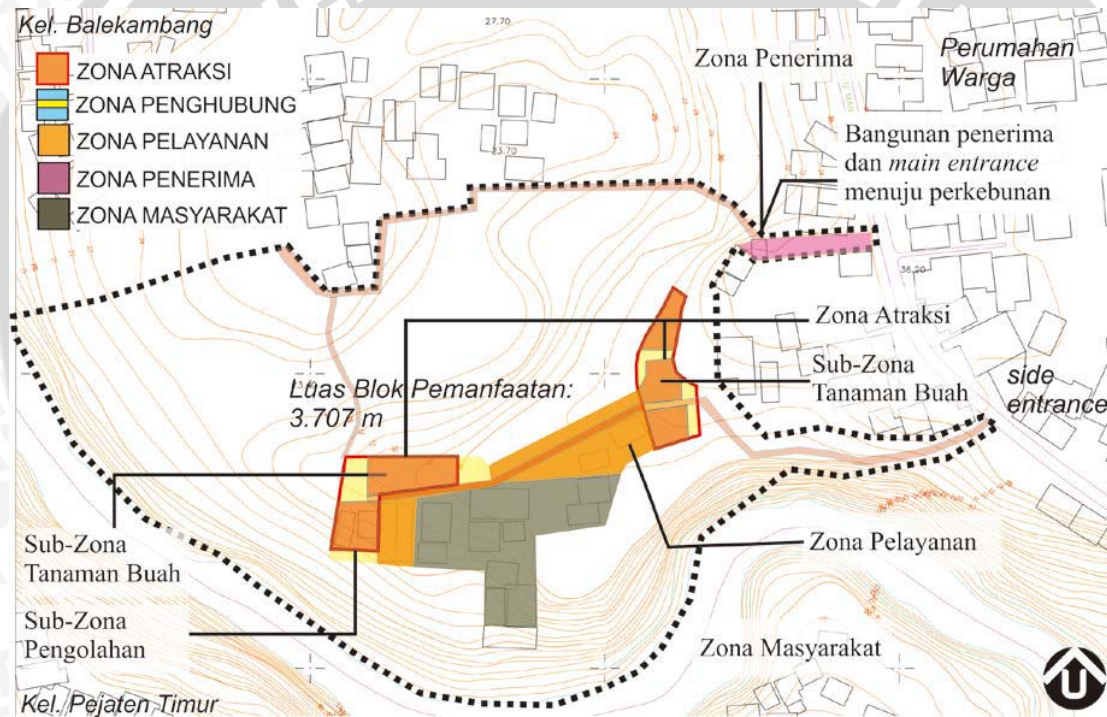 Kel. Balekambang
ZONA ATRAKSI
ZONA PENGHUBUNG
ZONA PELAYANAN
ZONA PENERIMA
ZONA MASYARAKAT
27.70
23.70
Zona Penerima
Perumahan
Warga
Bangunan penerima
dan main entrance
menuju perkebunan
36.20
Zona Atraksi
Sub-Zona
Tanaman Buah
side
entrance
Luas Blok Pemanfaatan:
3.707 m
Sub-Zona
Tanaman Buah
Sub-Zona
Pengolahan
Zona Pelayanan
Zona Masyarakat
Kel. Pejaten Timur
U